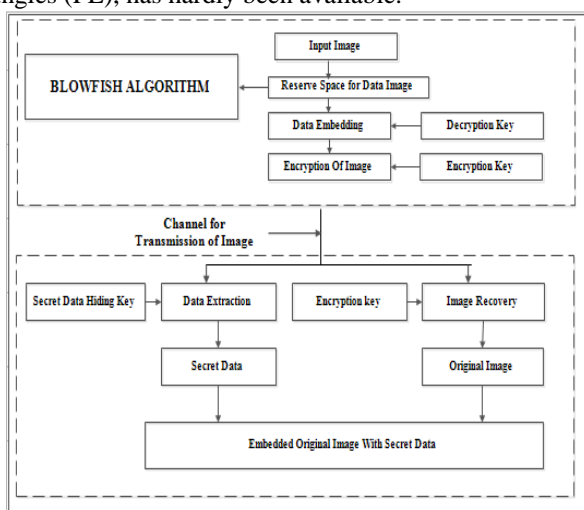 (FE), has hardly been available.
Input Image
BLOWFISH ALGORITHM
Reserve Space for Data Image
Data Embedding
Decryption Key
Encryption Of Image
Encryption Key
Channel for
Transmission of Image
Secret Data Hiding Key
Data Extraction
Encryption key
Image Recovery
Secret Data
Original Image
Embedded Original Image With Secret Data